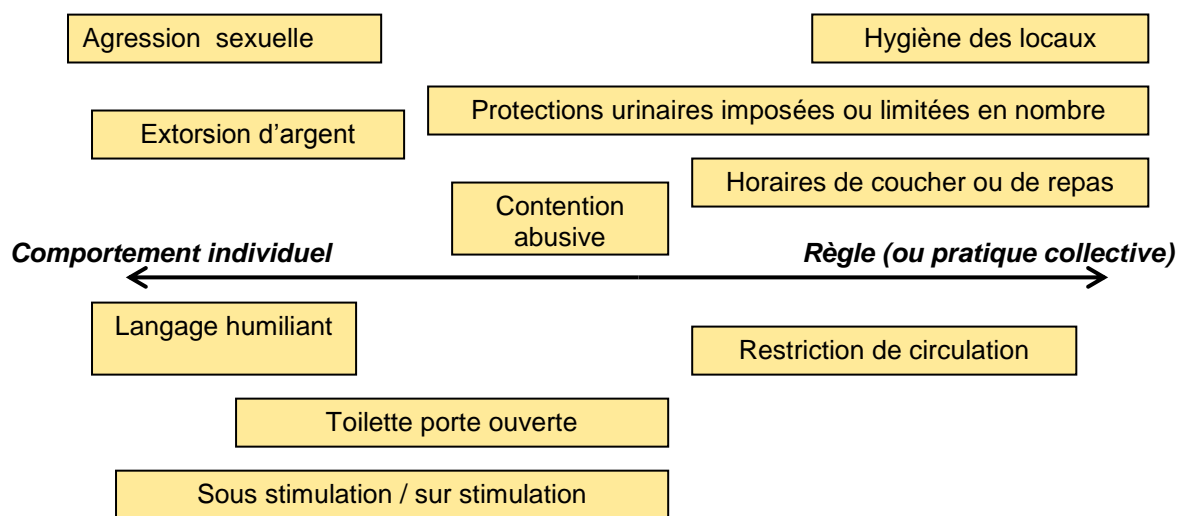 Agression sexuelle
Hygiène des locaux
Protections urinaires imposées ou limitées en nombre
Extorsion d’argent
Horaires de coucher ou de repas
Contention
abusive
Comportement individuel
Règle (ou pratique collective)
Langage humiliant
Restriction de circulation
Toilette porte ouverte
Sous stimulation / sur stimulation